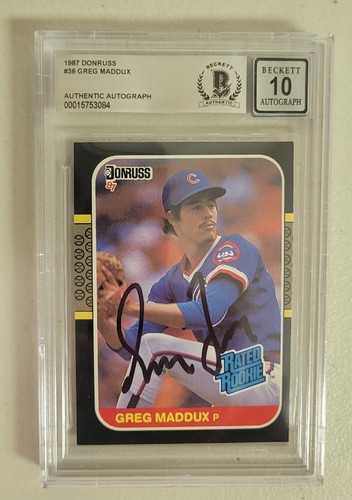 1987 DONRUSS
#36 GREG MADDUX
AUTHENTIC AUTOGRAPH
00015753084
BECKETT
B
AUTHENTIC
BECKETT
10
AUTOGRAPH
DONRUSS
'87
C
RATED
ROOKIE
GREG MADDUX P